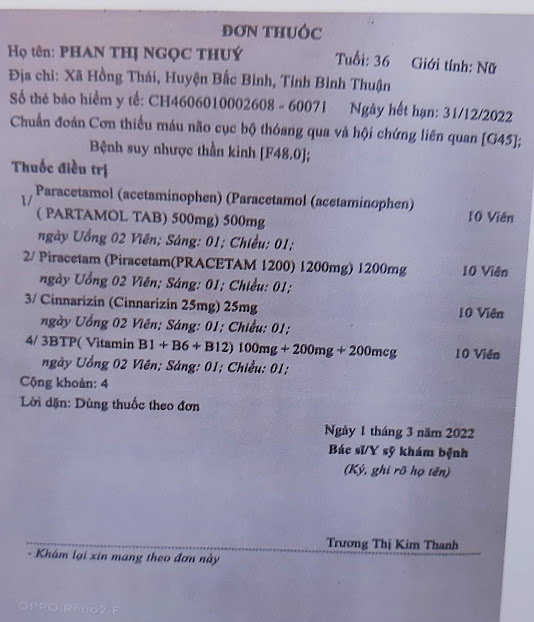 ĐƠN THUỐC
Họ tên: PHAN THỊ NGỌC THUÝ Tuổi: 36 Giới tính: Nữ
Địa chỉ: Xã Hồng Thái, Huyện Bắc Bình, Tỉnh Bình Thuận
Số thẻ bảo hiểm y tế: CH4606010002608 - 60071 Ngày hết hạn: 31/12/2022
Chuẩn đoán Cơn thiếu máu não cục bộ thoáng qua và hội chứng liên quan [G45];
Bệnh suy nhược thần kinh [F48.0];
Thuốc điều trị
1/ Paracetamol (acetaminophen) (Paracetamol (acetaminophen)
( PARTAMOL TAB) 500mg) 500mg 10 Viên
ngày Uống 02 Viên; Sáng: 01; Chiều: 01;
2/ Piracetam (Piracetam(PRACETAM 1200) 1200mg) 1200mg 10 Viên
ngày Uống 02 Viên; Sáng: 01; Chiều: 01;
3/ Cinnarizin (Cinnarizin 25mg) 25mg 10 Viên
ngày Uống 02 Viên; Sáng: 01; Chiều: 01;
4/ 3BTP( Vitamin B1 + B6 + B12) 100mg + 200mg + 200mcg 10 Viên
ngày Uống 02 Viên; Sáng: 01; Chiều: 01;
Cộng khoản: 4
Lời dặn: Dùng thuốc theo đơn
Ngày 1 tháng 3 năm 2022
Bác sĩ/Y sỹ khám bệnh
(Ký, ghi rõ họ tên)
Trương Thị Kim Thanh
- Khám lại xin mang theo đơn này
OPPO Reno2 F